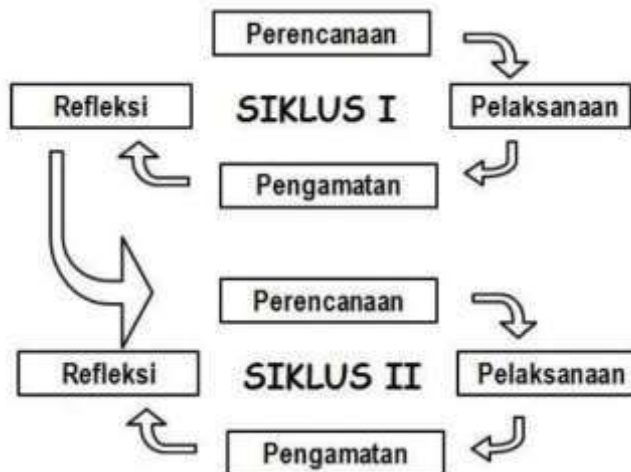 Perencanaan
Refleksi
SIKLUS I
Pelaksanaan
Pengamatan
Perencanaan
Refleksi
SIKLUS II
Pelaksanaan
Pengamatan